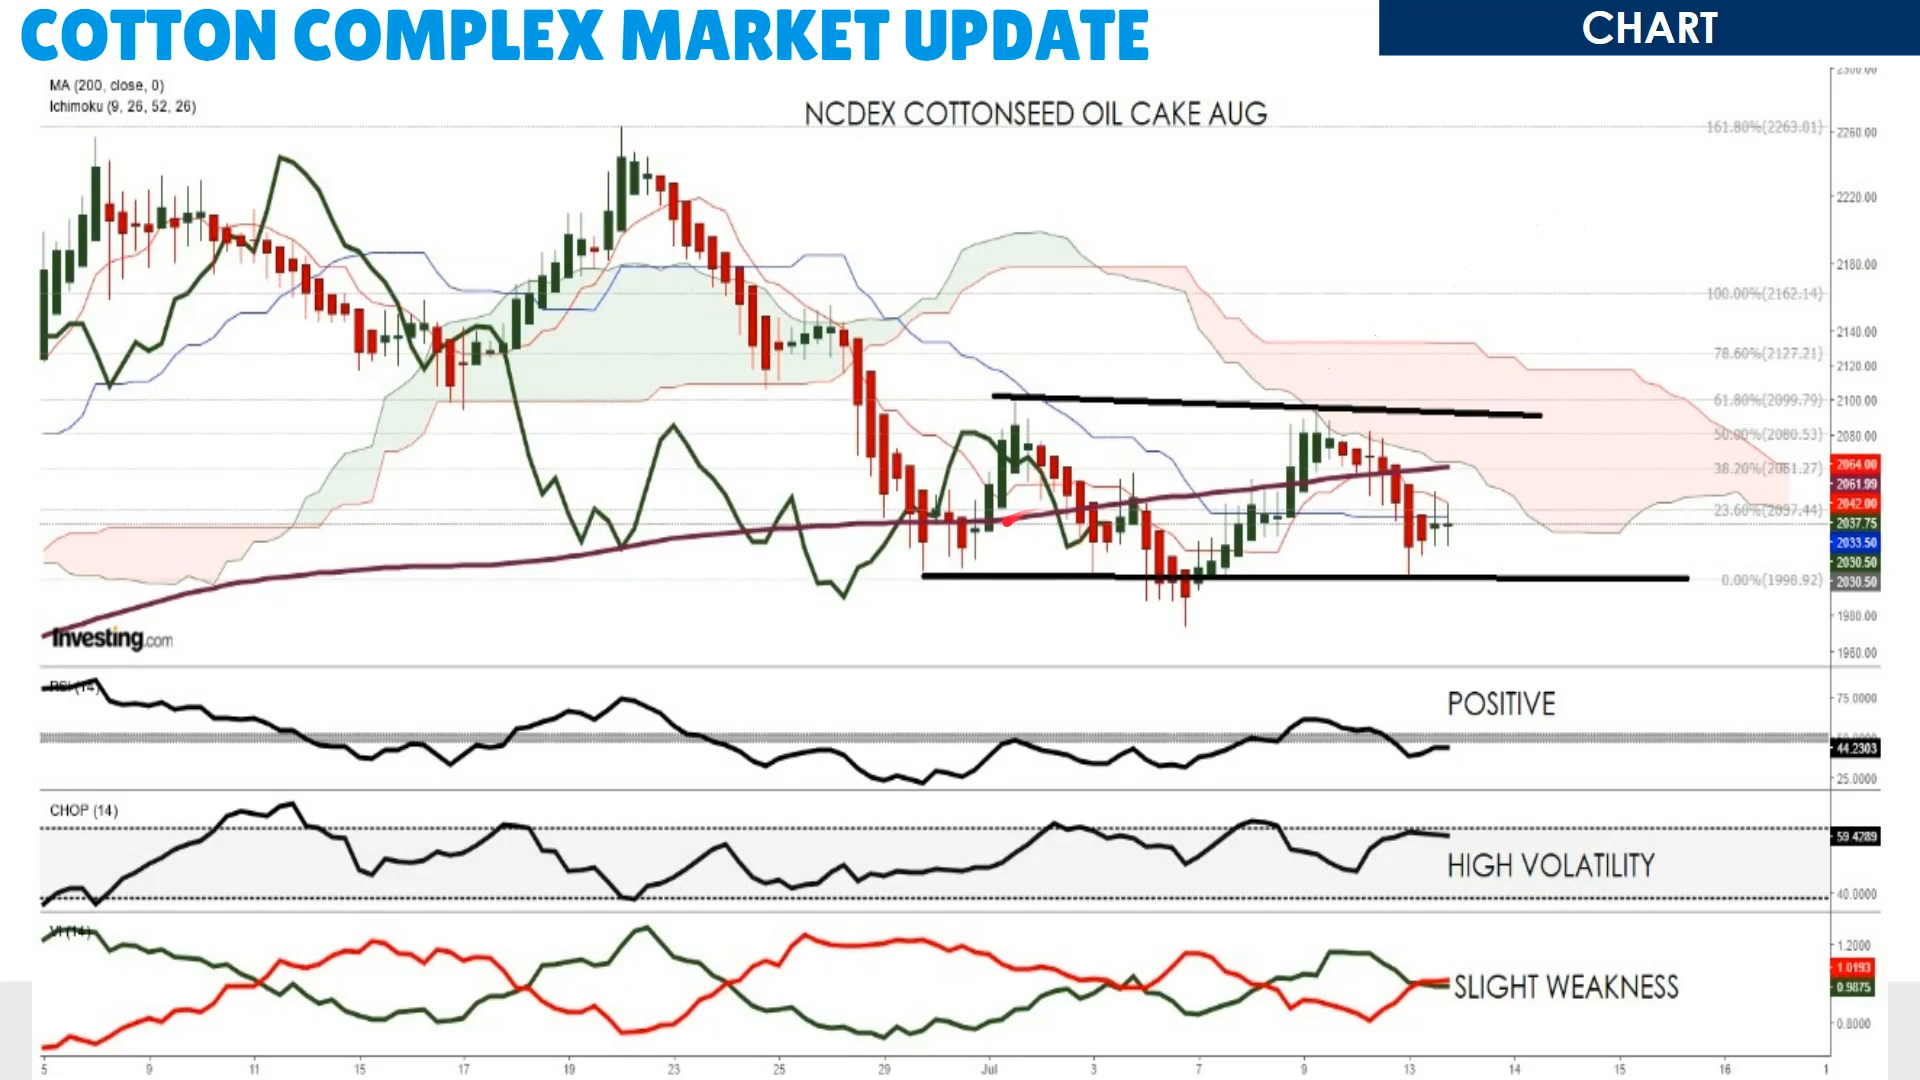 COTTON COMPLEX MARKET UPDATE
CHART
MA (200, close, 0)
Ichimoku (9, 26, 52, 26)
NCDEX COTTONSEED OIL CAKE AUG
2300.00
161.80%(2263.01)
2260.00
2220.00
2180.00
100.00%(2162.14)
2140.00
78.60%(2127.21)
2120.00
61.80%(2099.79)
2100.00
50.00%(2080.53)
2080.00
38.20%(2061.27)
2064.00
2061.99
23.60%(2037.44)
2042.00
2037.75
2033.50
2030.50
0.00%(1998.92)
2030.50
1980.00
1960.00
Investing.com
RSI (14)
POSITIVE
75.0000
44.2303
25.0000
CHOP (14)
59.4289
HIGH VOLATILITY
40.0000
VI (14)
1.2000
1.0193
SLIGHT WEAKNESS
0.9875
0.8000
5 9 11 15 17 19 23 25 29 Jul 3 7 9 13 14 15 16 1